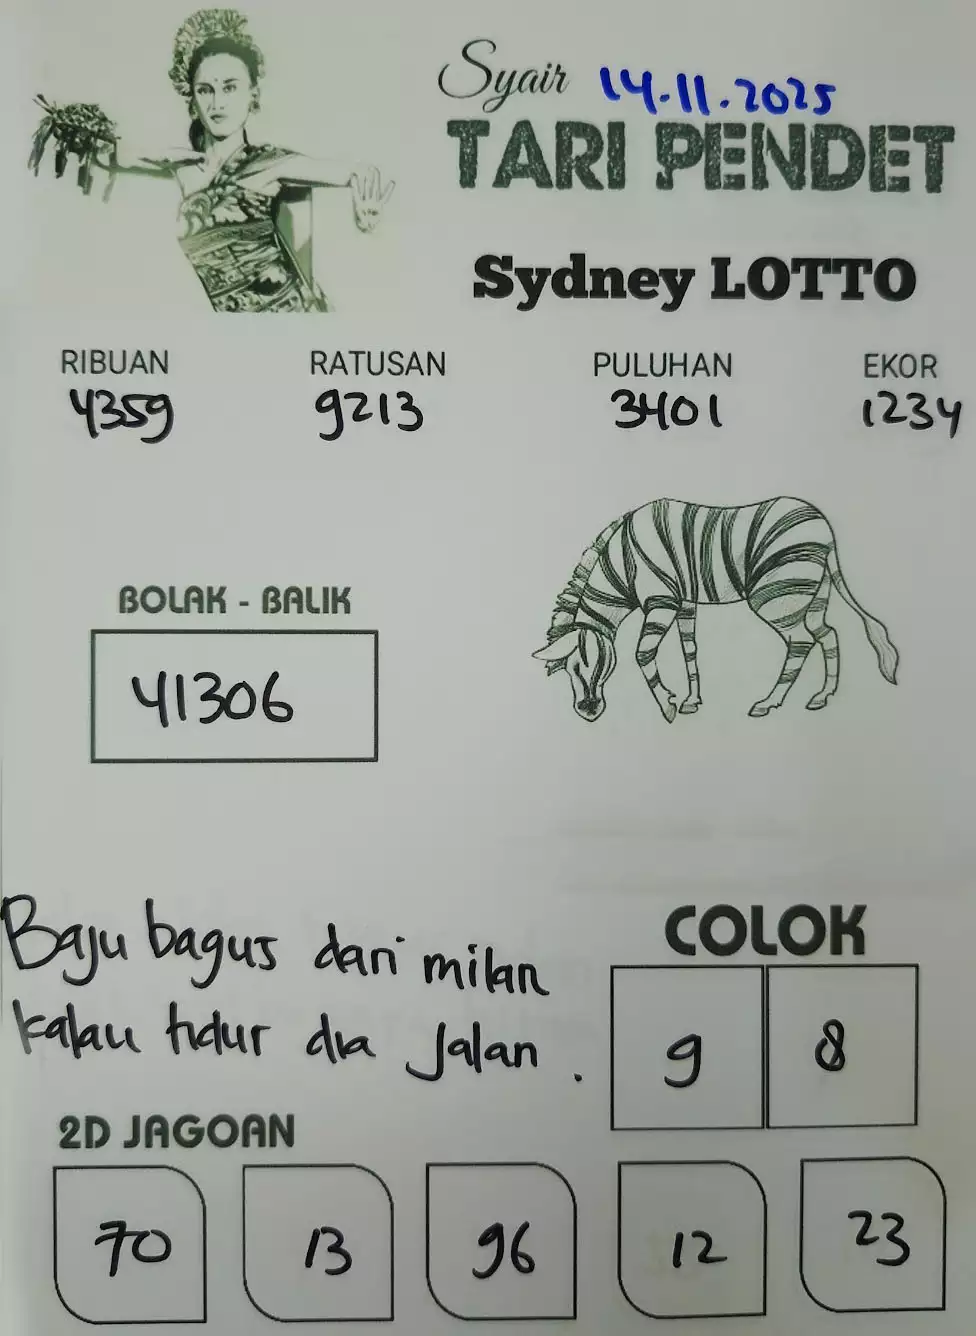 Syair 14.11.2025
TARI PENDET
Sydney LOTTO
RIBUAN RATUSAN PULUHAN EKOR
4359 9213 3401 1234
BOLAK - BALIK
41306
Baju bagus dari milan
kalau tidur dia jalan.
COLOK
9 8
2D JAGOAN
70 13 96 12 23